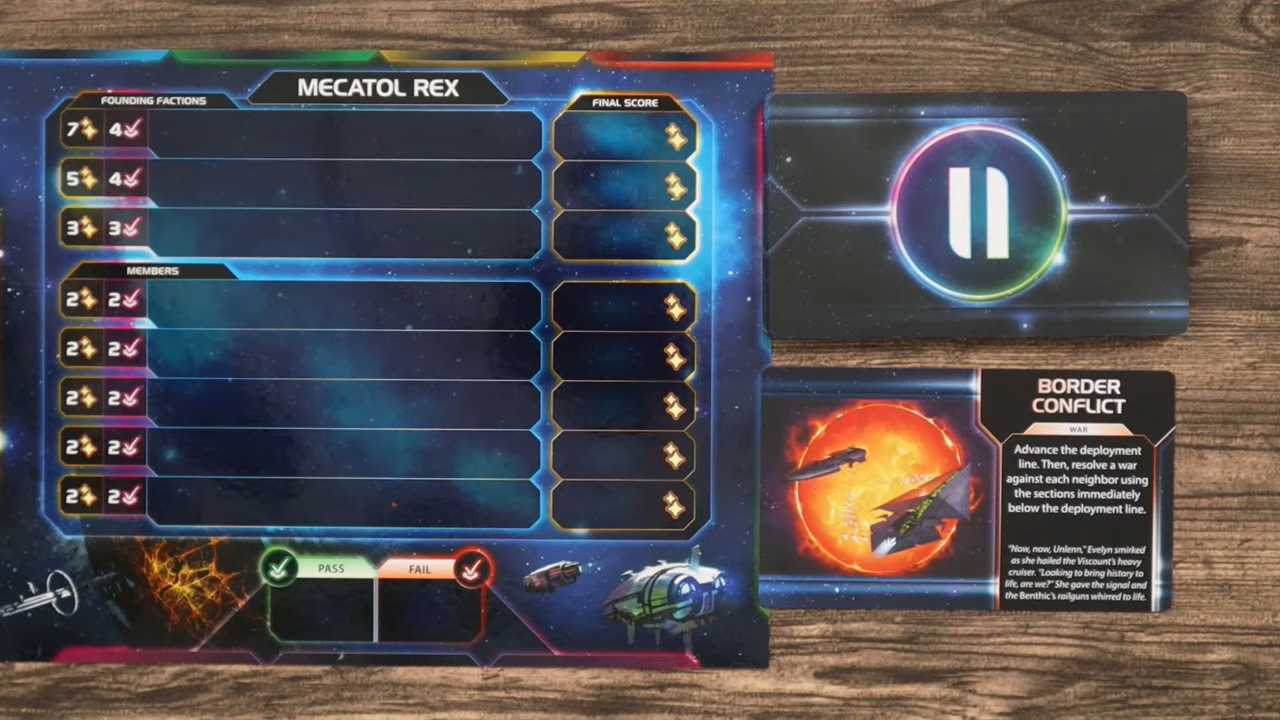 MECATOL REX
FOUNDING FACTIONS
FINAL SCORE
7 4
5 4
3 3
MEMBERS
2 2
2 2
2 2
2 2
2 2
PASS
FAIL
II
BORDER
CONFLICT
WAR
Advance the deployment
line. Then, resolve a war
against each neighbor using
the sections immediately
below the deployment line.
"Now, now, Unlenn," Evelyn smirked
as she hailed the Viscount's heavy
cruiser. "Looking to bring history to
life, are we?" She gave the signal and
the Benthic's railguns whirred to life.